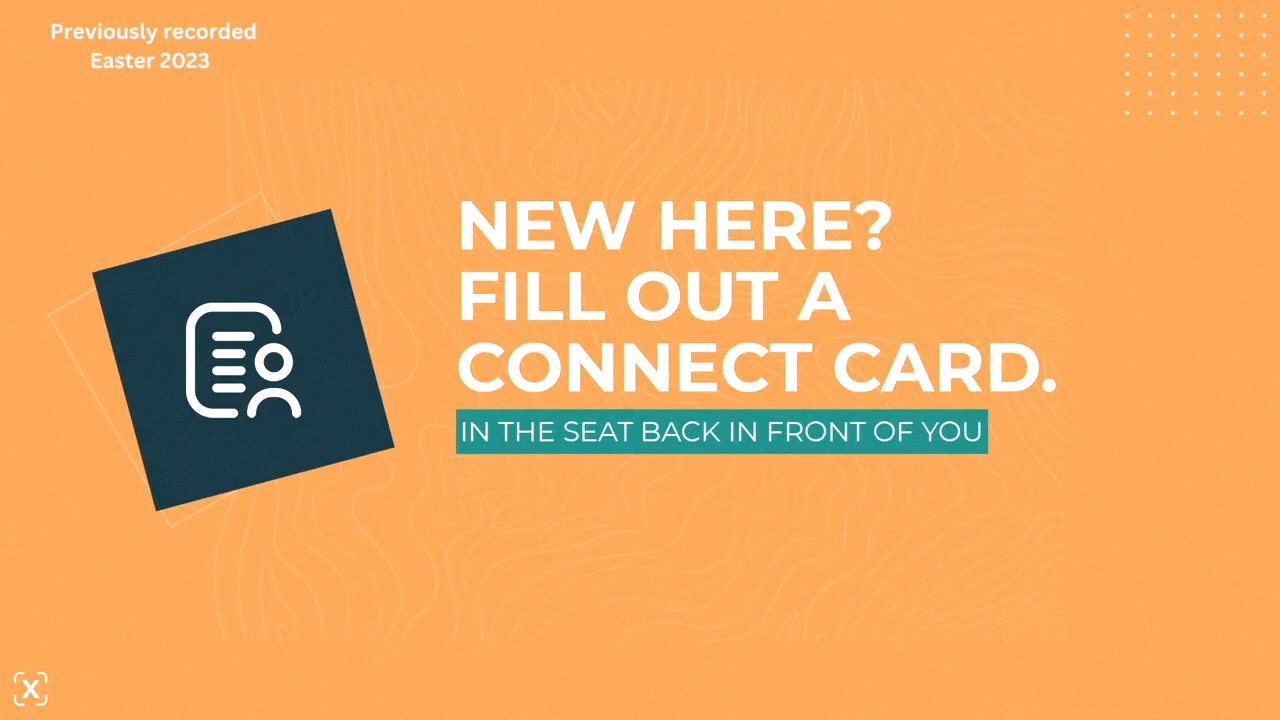 Previously recorded
Easter 2023
NEW HERE?
FILL OUT A
CONNECT CARD.
IN THE SEAT BACK IN FRONT OF YOU
X